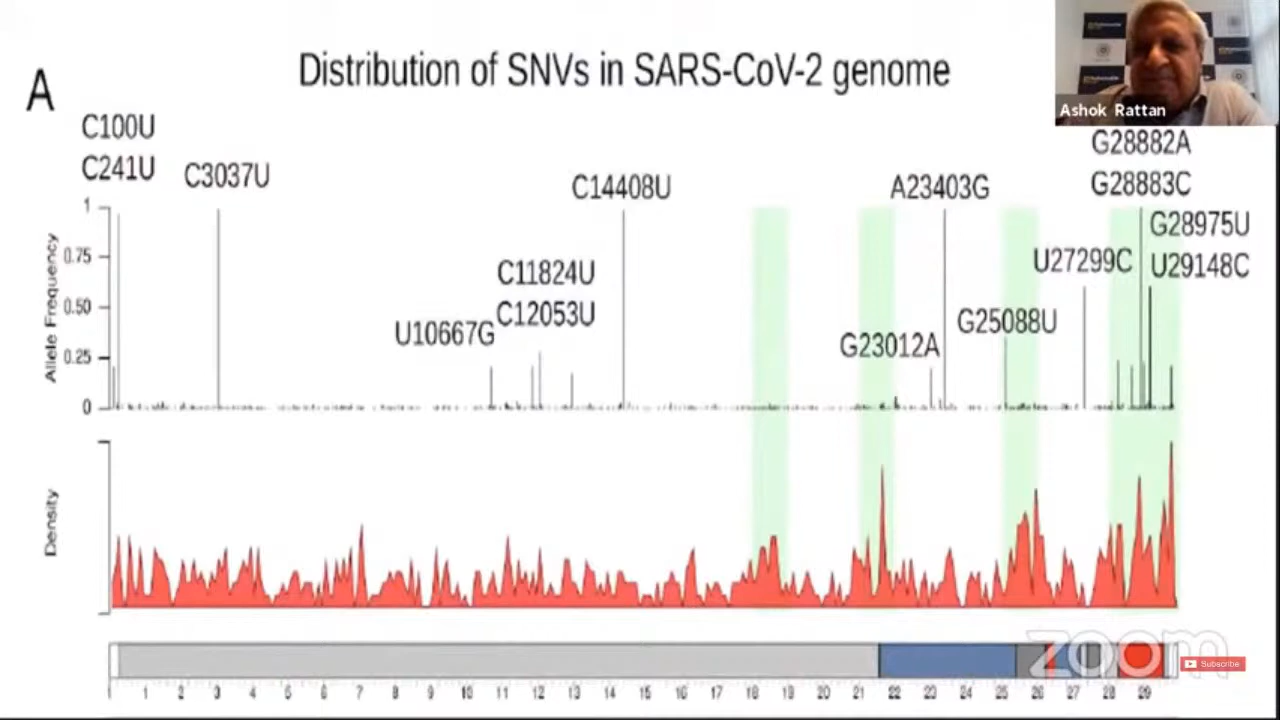 Distribution of SNVs in SARS-CoV-2 genome
A
Ashok Rattan
C100U
C241U
C3037U
C14408U
A23403G
G28882A
G28883C
G28975U
U29148C
U27299C
C11824U
C12053U
U10667G
G23012A
G25088U
Allele Frequency
1
0.75
0.50
0.25
0
Density
zoom
Subscribe
1 1 2 3 4 5 6 7 8 9 10 11 12 13 14 15 16 17 18 19 20 21 22 23 24 25 26 27 28 29